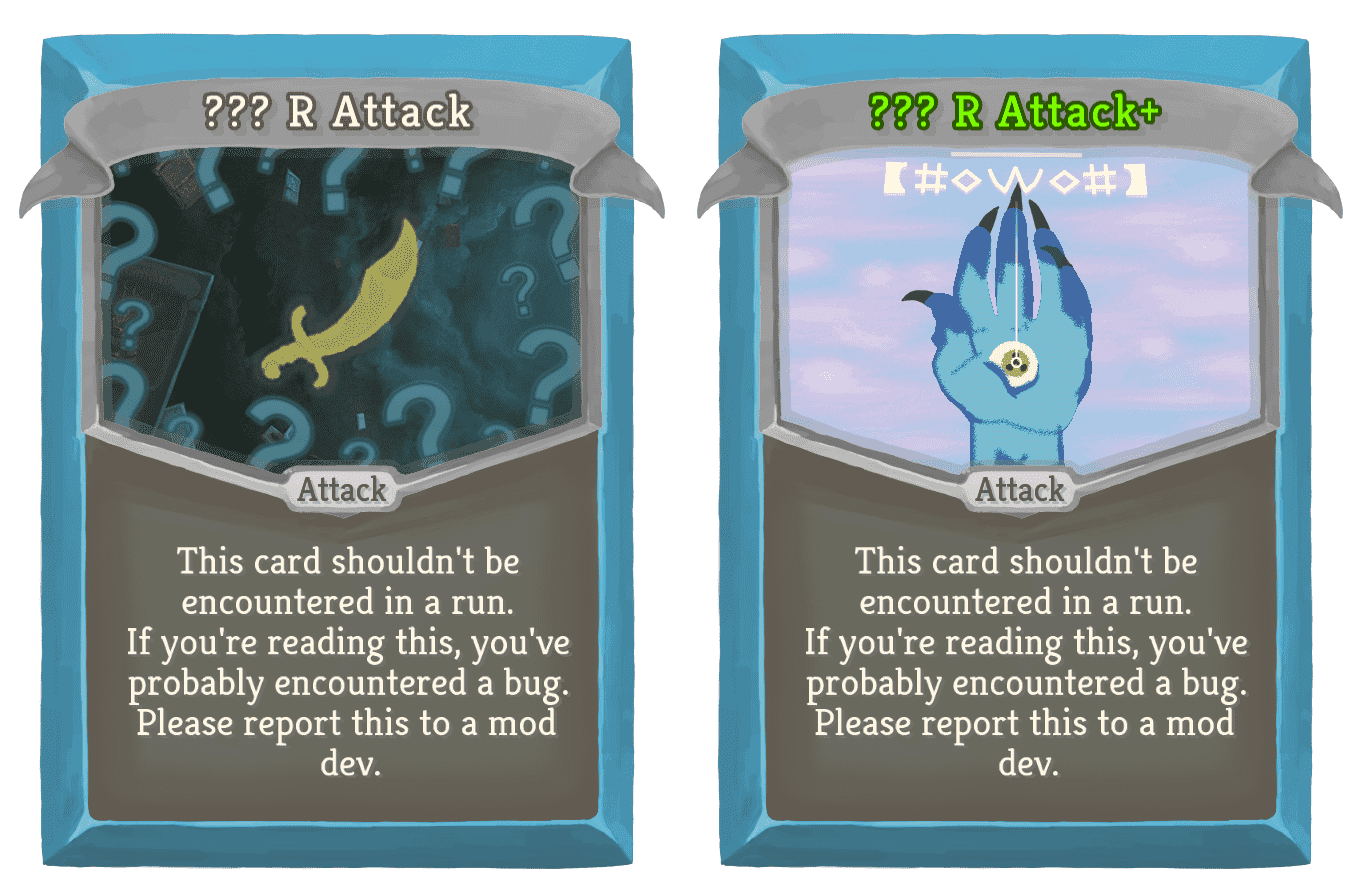 ??? R Attack
Attack
This card shouldn't be
encountered in a run.
If you're reading this, you've
probably encountered a bug.
Please report this to a mod
dev.
??? R Attack+
【#◇W◇#】
Attack
This card shouldn't be
encountered in a run.
If you're reading this, you've
probably encountered a bug.
Please report this to a mod
dev.